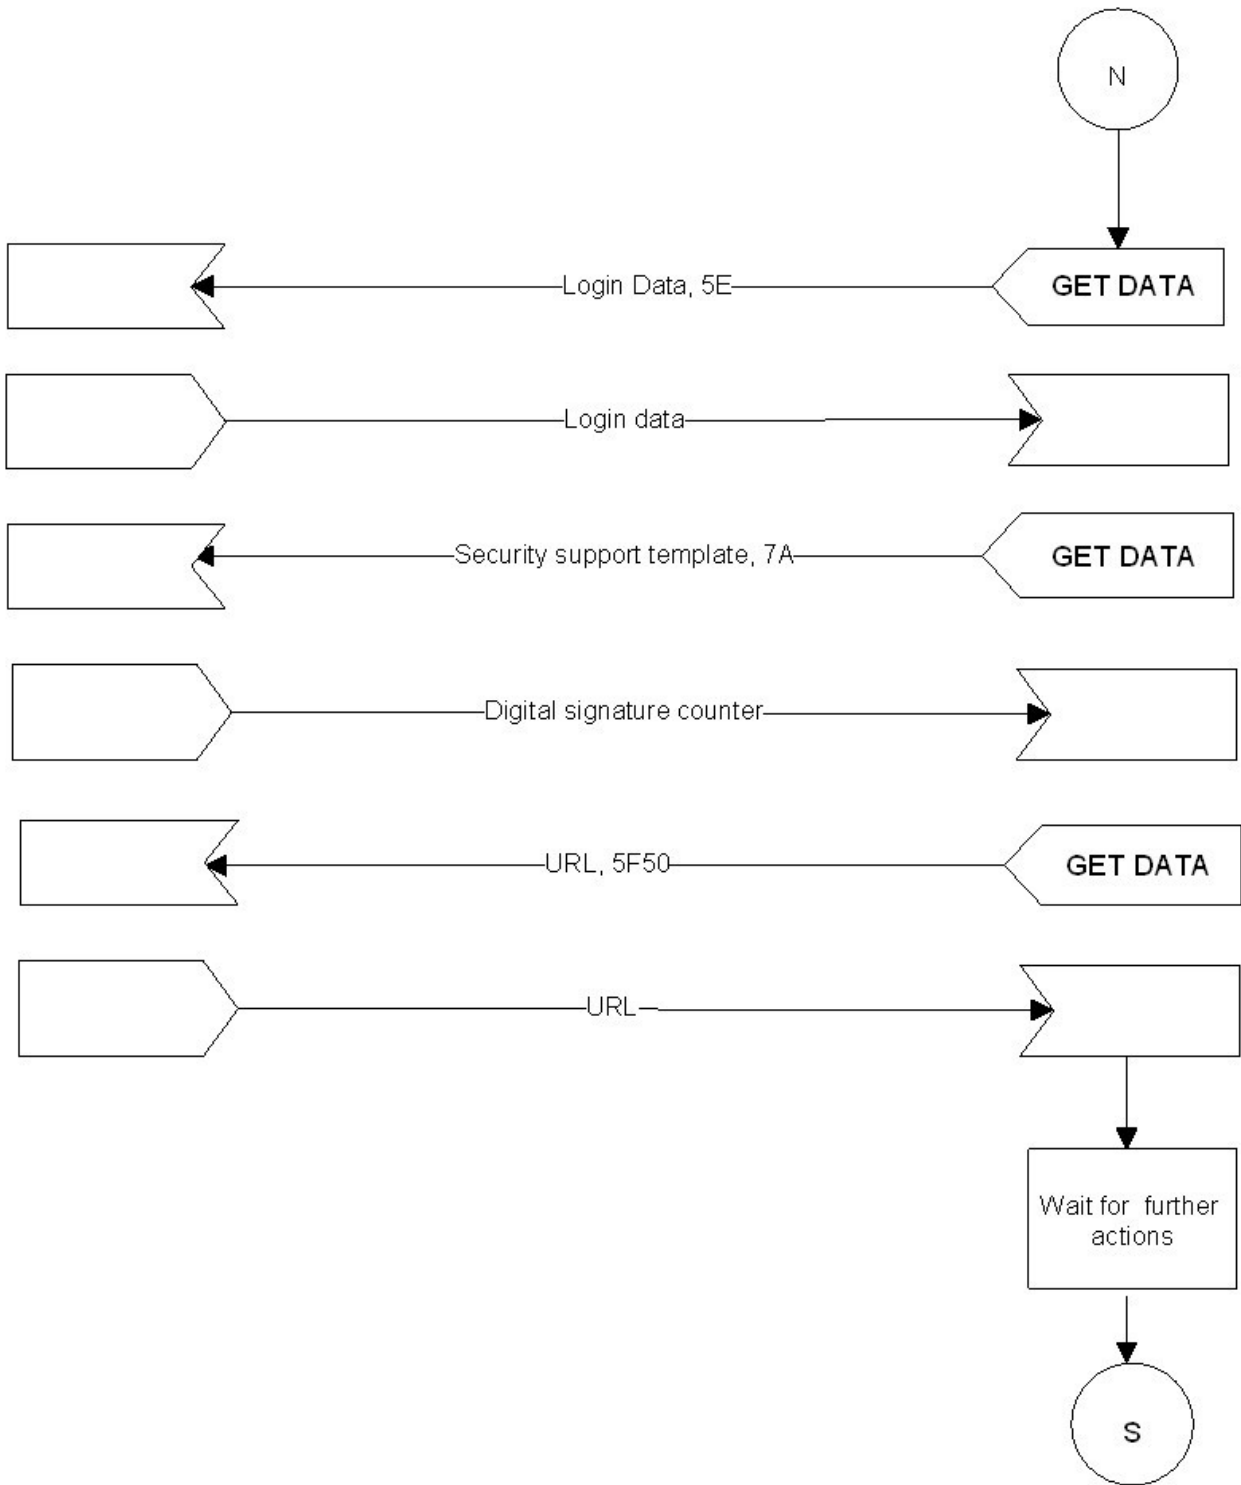 N
Login Data, 5E
GET DATA
Login data
Security support template, 7A
GET DATA
Digital signature counter
URL, 5F50
GET DATA
URL
Wait for further
actions
S